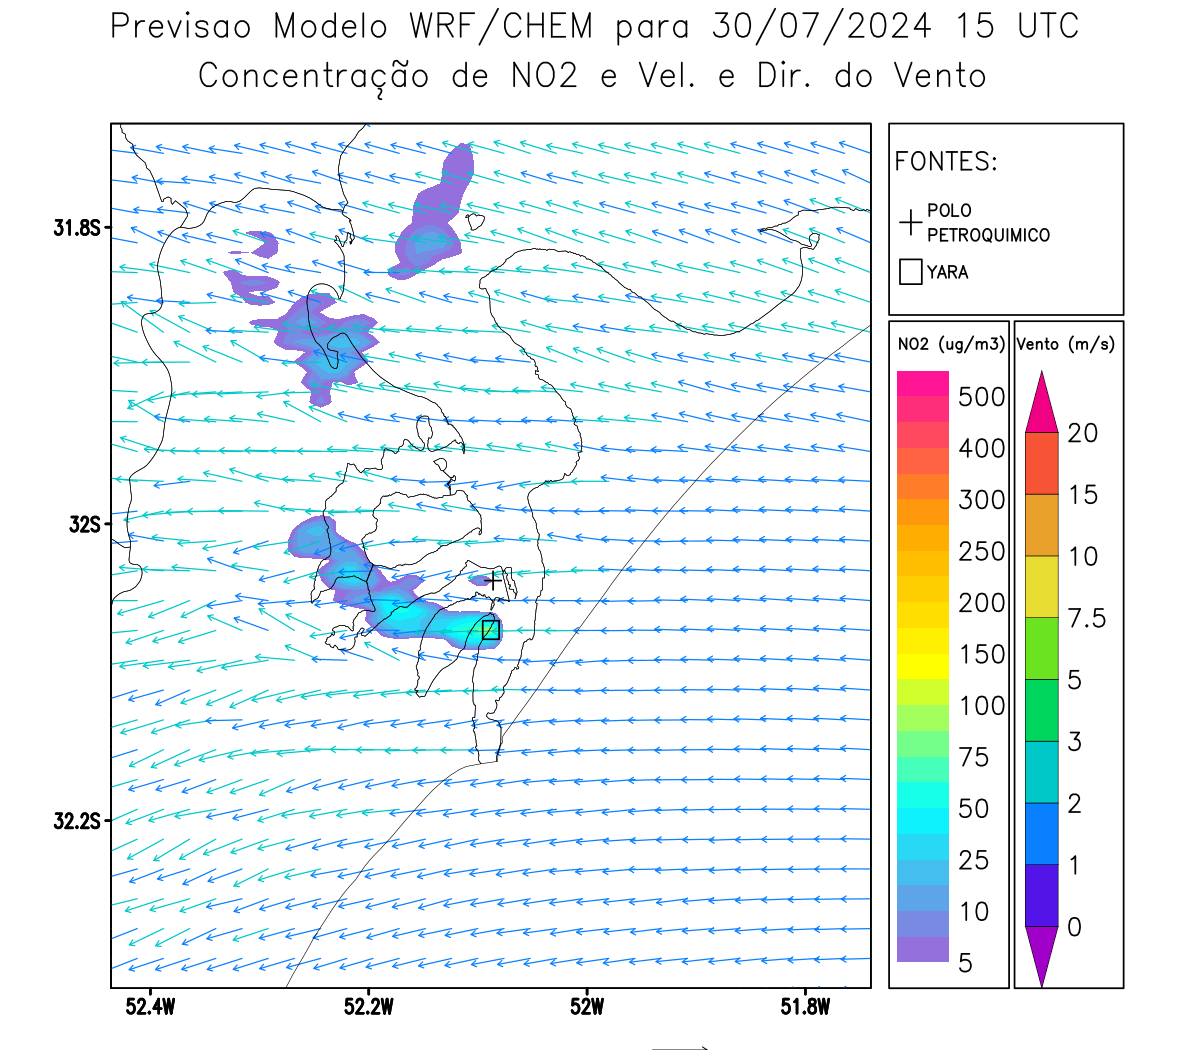 Previsao Modelo WRF/CHEM para 30/07/2024 15 UTC
Concentração de NO2 e Vel. e Dir. do Vento
FONTES:
POLO
PETROQUIMICO
YARA
NO2 (ug/m3)
500
400
300
250
200
150
100
75
50
25
10
5
Vento (m/s)
20
15
10
7.5
5
3
2
1
0
31.8S
32S
32.2S
52.4W
52.2W
52W
51.8W